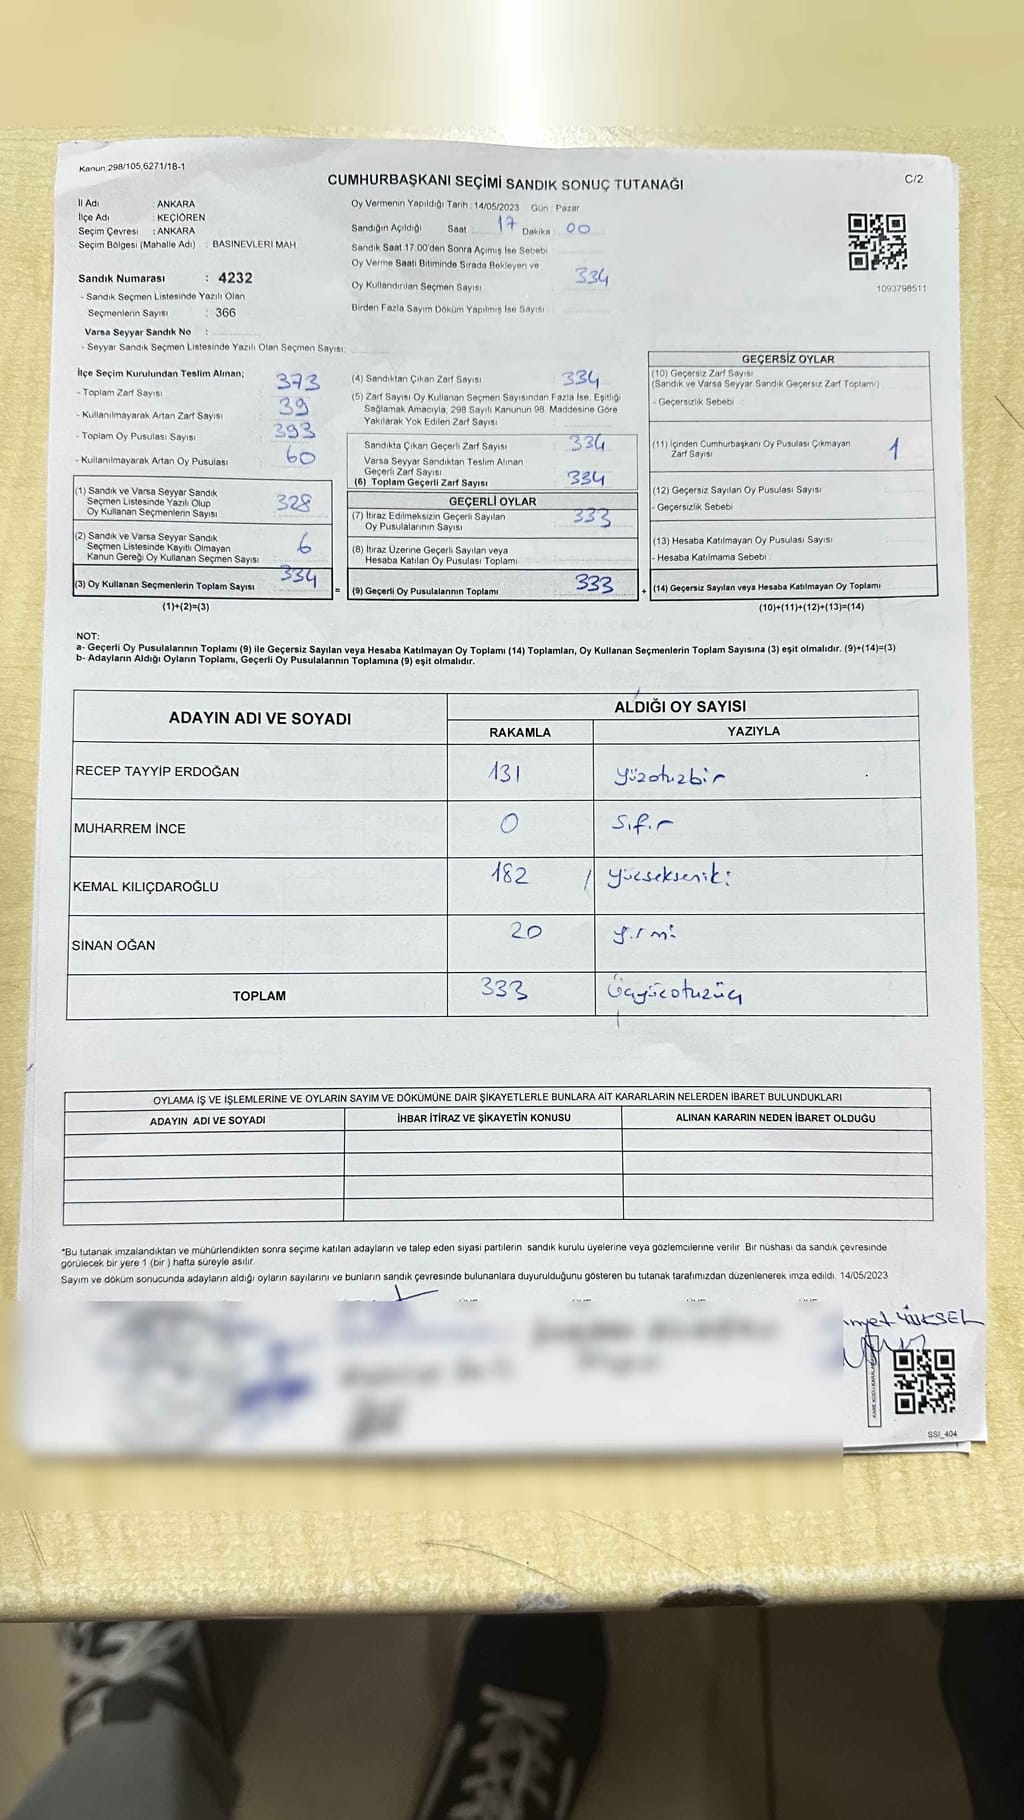 Kanun 298/105,6271/18-1
CUMHURBAŞKANI SEÇİMİ SANDIK SONUÇ TUTANAĞI
C/2
İl Adı : ANKARA
İlçe Adı : KEÇİÖREN
Seçim Çevresi : ANKARA
Seçim Bölgesi (Mahalle Adı) : BASINEVLERİ MAH
Oy Vermenin Yapıldığı Tarih : 14/05/2023 Gün : Pazar
Sandığın Açıldığı Saat : 17 Dakika : 00
Sandık Saat 17.00'den Sonra Açımış İse Sebebi
Oy Verme Saati Bitiminde Sırada Bekleyen ve
Oy Kullandırılan Seçmen Sayısı : 334
Birden Fazla Sayım Döküm Yapılmış İse Sayısı :
1093798511
Sandık Numarası : 4232
- Sandık Seçmen Listesinde Yazılı Olan
Seçmenlerin Sayısı : 366
Varsa Seyyar Sandık No :
- Seyyar Sandık Seçmen Listesinde Yazılı Olan Seçmen Sayısı:
İlçe Seçim Kurulundan Teslim Alınan;
- Toplam Zarf Sayısı : 373
- Kullanılmayarak Artan Zarf Sayısı : 39
- Toplam Oy Pusulası Sayısı : 393
- Kullanılmayarak Artan Oy Pusulası : 60
(1) Sandık ve Varsa Seyyar Sandık
Seçmen Listesinde Yazılı Olup
Oy Kullanan Seçmenlerin Sayısı : 328
(2) Sandık ve Varsa Seyyar Sandık
Seçmen Listesinde Kayıtlı Olmayan
Kanun Gereği Oy Kullanan Seçmen Sayısı : 6
(3) Oy Kullanan Seçmenlerin Toplam Sayısı : 334
(1)+(2)=(3)
=
(4) Sandıktan Çıkan Zarf Sayısı : 334
(5) Zarf Sayısı Oy Kullanan Seçmen Sayısından Fazla İse, Eşitliği
Sağlamak Amacıyla, 298 Sayılı Kanunun 98. Maddesine Göre
Yakılarak Yok Edilen Zarf Sayısı :
Sandıkta Çıkan Geçerli Zarf Sayısı : 334
Varsa Seyyar Sandıktan Teslim Alınan
Geçerli Zarf Sayısı :
(6) Toplam Geçerli Zarf Sayısı : 334
GEÇERLİ OYLAR
(7) İtiraz Edilmeksizin Geçerli Sayılan
Oy Pusulalarının Sayısı : 333
(8) İtiraz Üzerine Geçerli Sayılan veya
Hesaba Katılan Oy Pusulası Toplamı :
(9) Geçerli Oy Pusulalarının Toplamı : 333
+
GEÇERSİZ OYLAR
(10) Geçersiz Zarf Sayısı
(Sandık ve Varsa Seyyar Sandık Geçersiz Zarf Toplamı)
- Geçersizlik Sebebi :
(11) İçinden Cumhurbaşkanı Oy Pusulası Çıkmayan
Zarf Sayısı : 1
(12) Geçersiz Sayılan Oy Pusulası Sayısı
- Geçersizlik Sebebi :
(13) Hesaba Katılmayan Oy Pusulası Sayısı
- Hesaba Katılmama Sebebi :
(14) Geçersiz Sayılan veya Hesaba Katılmayan Oy Toplamı :
(10)+(11)+(12)+(13)=(14)
NOT:
a- Geçerli Oy Pusulalarının Toplamı (9) ile Geçersiz Sayılan veya Hesaba Katılmayan Oy Toplamı (14) Toplamları, Oy Kullanan Seçmenlerin Toplam Sayısına (3) eşit olmalıdır. (9)+(14)=(3)
b- Adayların Aldığı Oyların Toplamı, Geçerli Oy Pusulalarının Toplamına (9) eşit olmalıdır.
ADAYIN ADI VE SOYADI ALDIĞI OY SAYISI
RAKAMLA YAZIYLA
RECEP TAYYİP ERDOĞAN 131 Yüzotuzbir
MUHARREM İNCE 0 Sıfır
KEMAL KILIÇDAROĞLU 182 Yüzseksenik:
SİNAN OĞAN 20 yirmi
TOPLAM 333 Üçyüzotuzüç
OYLAMA İŞ VE İŞLEMLERİNE VE OYLARIN SAYIM VE DÖKÜMÜNE DAİR ŞİKAYETLERLE BUNLARA AİT KARARLARIN NELERDEN İBARET BULUNDUKLARI
ADAYIN ADI VE SOYADI İHBAR İTİRAZ VE ŞİKAYETİN KONUSU ALINAN KARARIN NEDEN İBARET OLDUĞU
*Bu tutanak imzalandıktan ve mühürlendikten sonra seçime katılan adayların ve talep eden siyasi partilerin sandık kurulu üyelerine veya gözlemcilerine verilir. Bir nüshası da sandık çevresinde
görülecek bir yere 1 (bir ) hafta süreyle asılır.
Sayım ve döküm sonucunda adayların aldığı oyların sayılarını ve bunların sandık çevresinde bulunanlara duyurulduğunu gösteren bu tutanak tarafımızdan düzenlenerek imza edildi. 14/05/2023
YÜKSEL
SSI_404